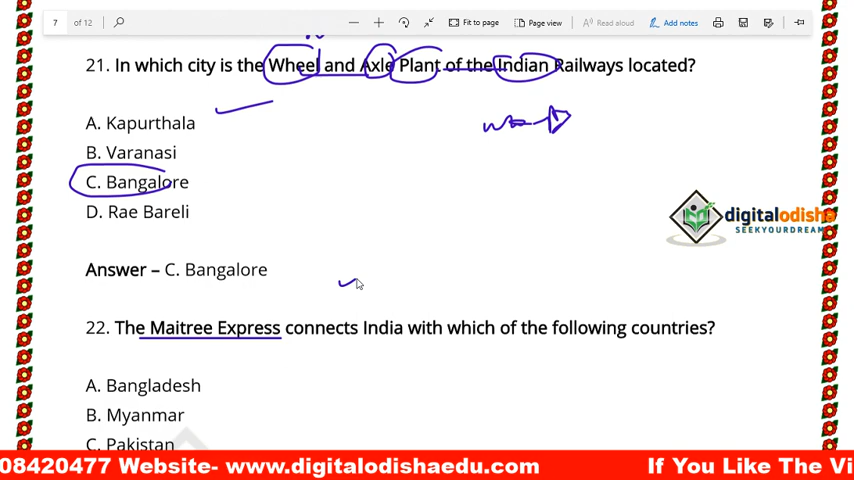 7 of 12 Fit to page Page view Read aloud Add notes
21. In which city is the Wheel and Axle Plant of the Indian Railways located?
A. Kapurthala
B. Varanasi
C. Bangalore
D. Rae Bareli
digitalodisha
SEEKYOURDREAM
Answer – C. Bangalore
22. The Maitree Express connects India with which of the following countries?
A. Bangladesh
B. Myanmar
C. Pakistan
08420477 Website- www.digitalodishaedu.com If You Like The Vi